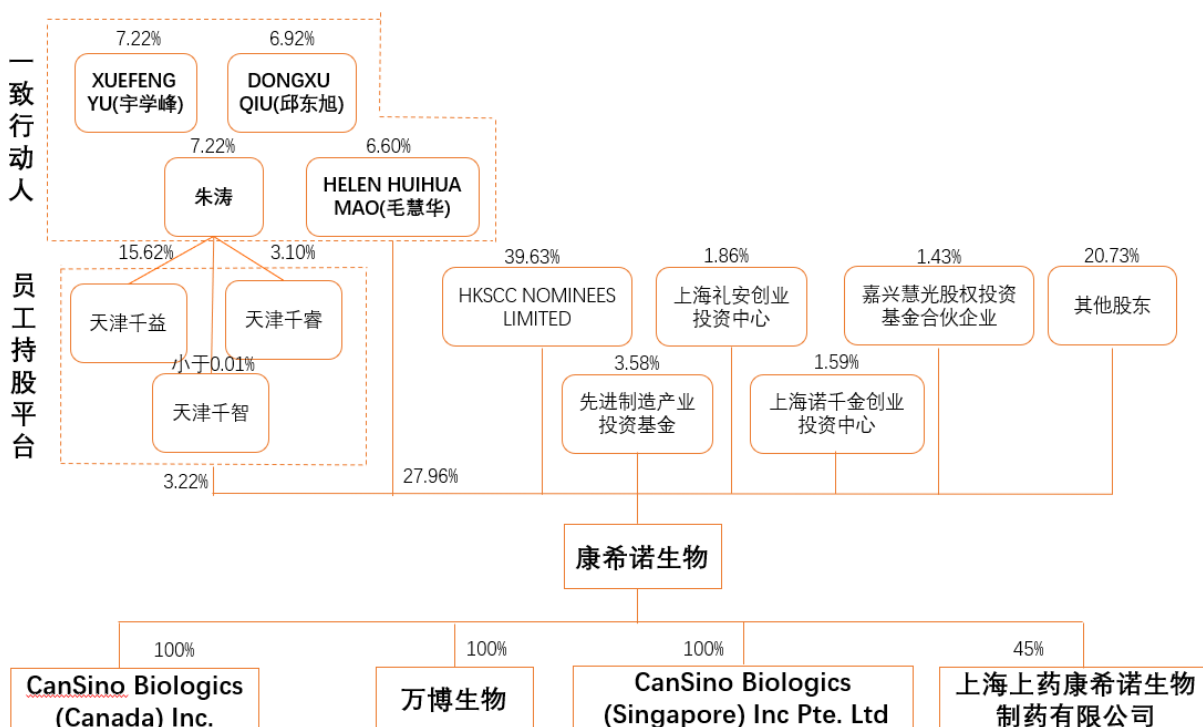 一致行动人
7.22%
6.92%
XUEFENG
YU(宇学峰)
DONGXU
QIU(邱东旭)
7.22%
6.60%
朱涛
HELEN HUIHUA
MAO(毛慧华)
员工持股平台
15.62%
3.10%
天津千益
天津千睿
小于0.01%
天津千智
39.63%
1.86%
1.43%
20.73%
HKSCC NOMINEES
LIMITED
上海礼安创业
投资中心
嘉兴慧光股权投资
基金合伙企业
其他股东
3.58%
1.59%
先进制造产业
投资基金
上海诺千金创业
投资中心
3.22%
27.96%
康希诺生物
100%
100%
100%
45%
CanSino Biologics
(Canada) Inc.
万博生物
CanSino Biologics
(Singapore) Inc Pte. Ltd
上海上药康希诺生物
制药有限公司